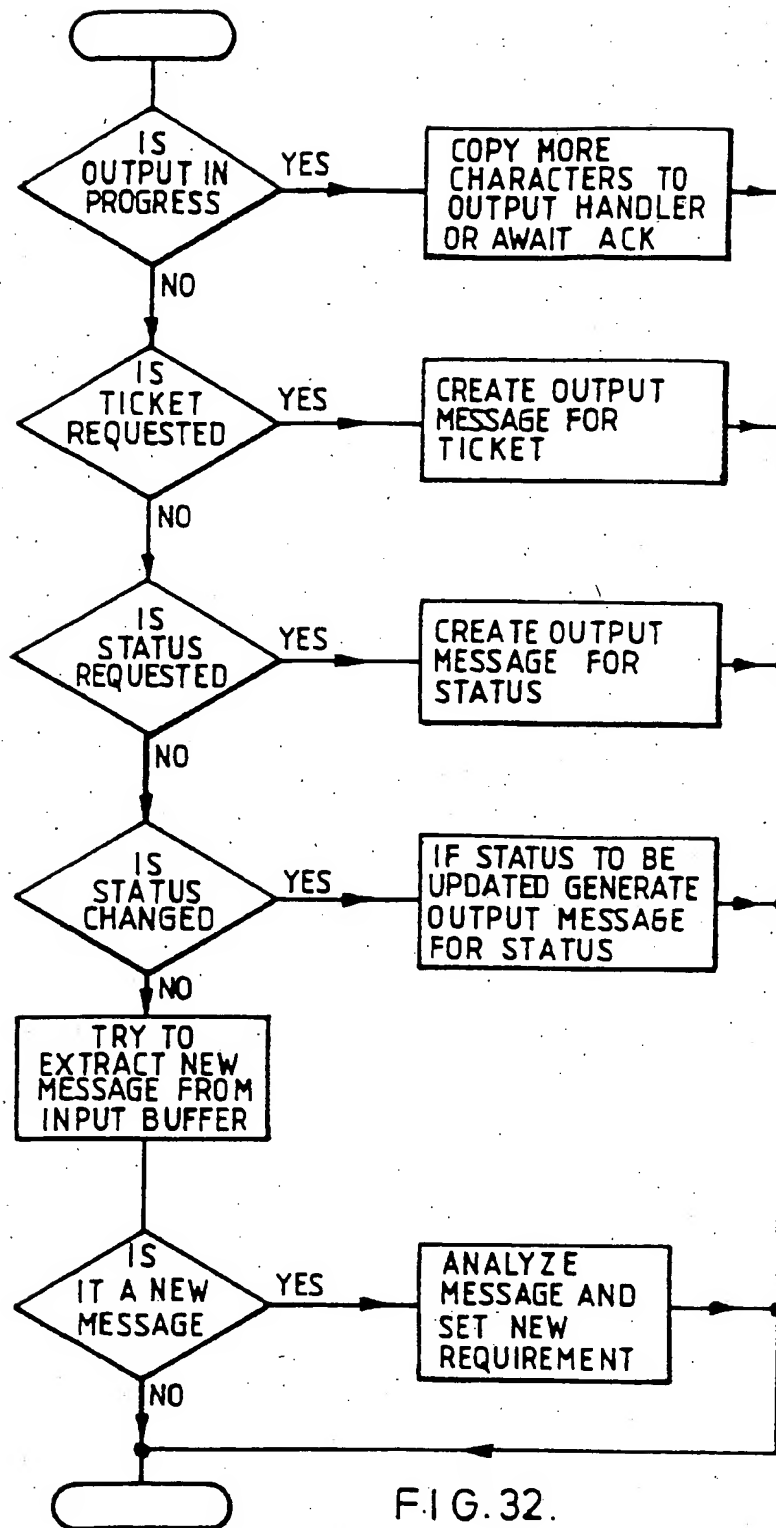 IS
OUTPUT IN
PROGRESS
YES
COPY MORE
CHARACTERS TO
OUTPUT HANDLER
OR AWAIT ACK
NO
IS
TICKET
REQUESTED
YES
CREATE OUTPUT
MESSAGE FOR
TICKET
NO
IS
STATUS
REQUESTED
YES
CREATE OUTPUT
MESSAGE FOR
STATUS
NO
IS
STATUS
CHANGED
YES
IF STATUS TO BE
UPDATED GENERATE
OUTPUT MESSAGE
FOR STATUS
NO
TRY TO
EXTRACT NEW
MESSAGE FROM
INPUT BUFFER
IS
IT A NEW
MESSAGE
YES
ANALYZE
MESSAGE AND
SET NEW
REQUIREMENT
NO
FIG.32.